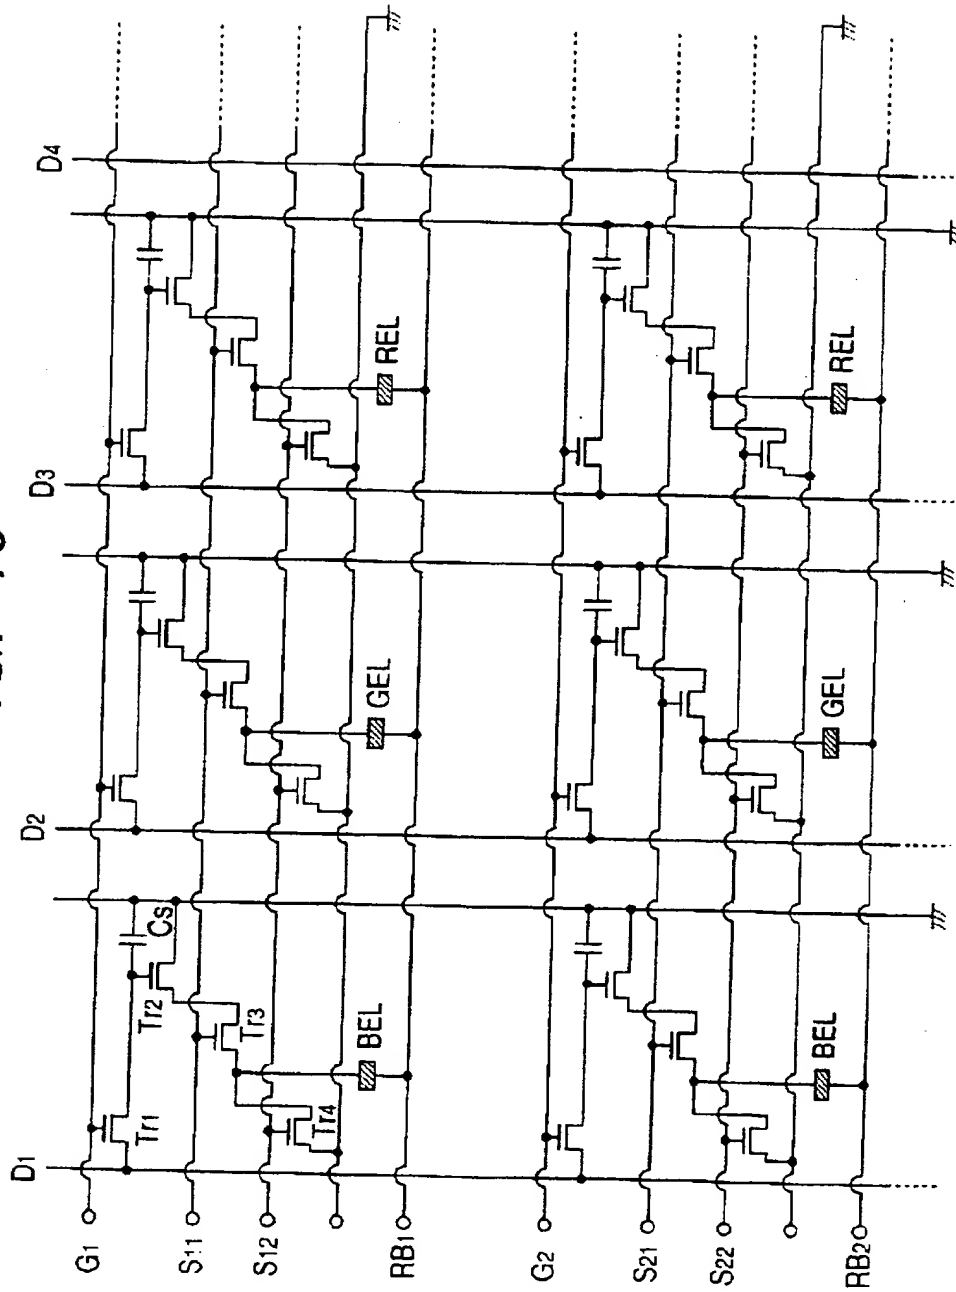 D1 D2 D3 D4
G1
Tr1 Tr2 Cs
S11
Tr3
S12
Tr4
BEL GEL REL
RB1
G2
S21
S22
BEL GEL REL
RB2